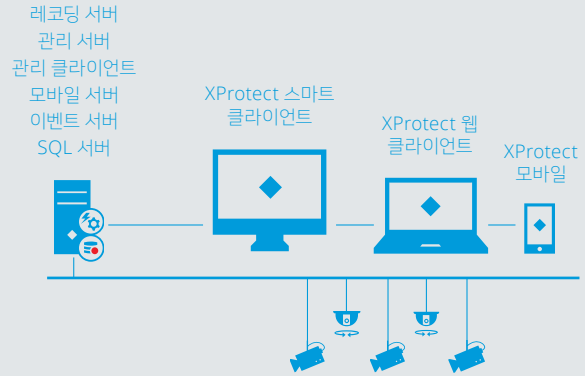 레코딩 서버
관리 서버
관리 클라이언트
모바일 서버
이벤트 서버
SQL 서버
XProtect 스마트
클라이언트
XProtect 웹
클라이언트
XProtect
모바일